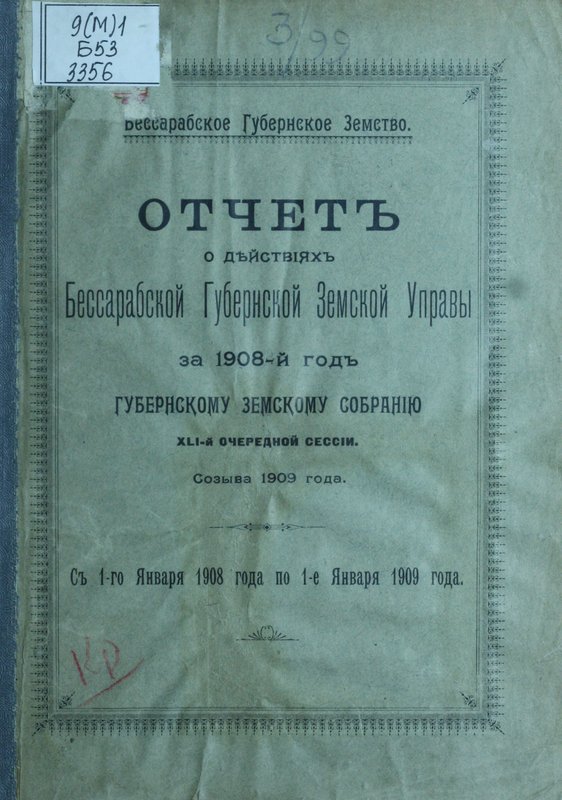 9(М)1
Б53
3356
3/99
Бессарабское Губернское Земство.
ОТЧЕТЪ
О ДѢЙСТВІЯХЪ
Бессарабской Губернской Земской Управы
за 1908-й годъ
ГУБЕРНСКОМУ ЗЕМСКОМУ СОБРАНІЮ
XLI-й ОЧЕРЕДНОЙ СЕССІИ.
Созыва 1909 года.
Съ 1-го Января 1908 года по 1-е Января 1909 года.
КР